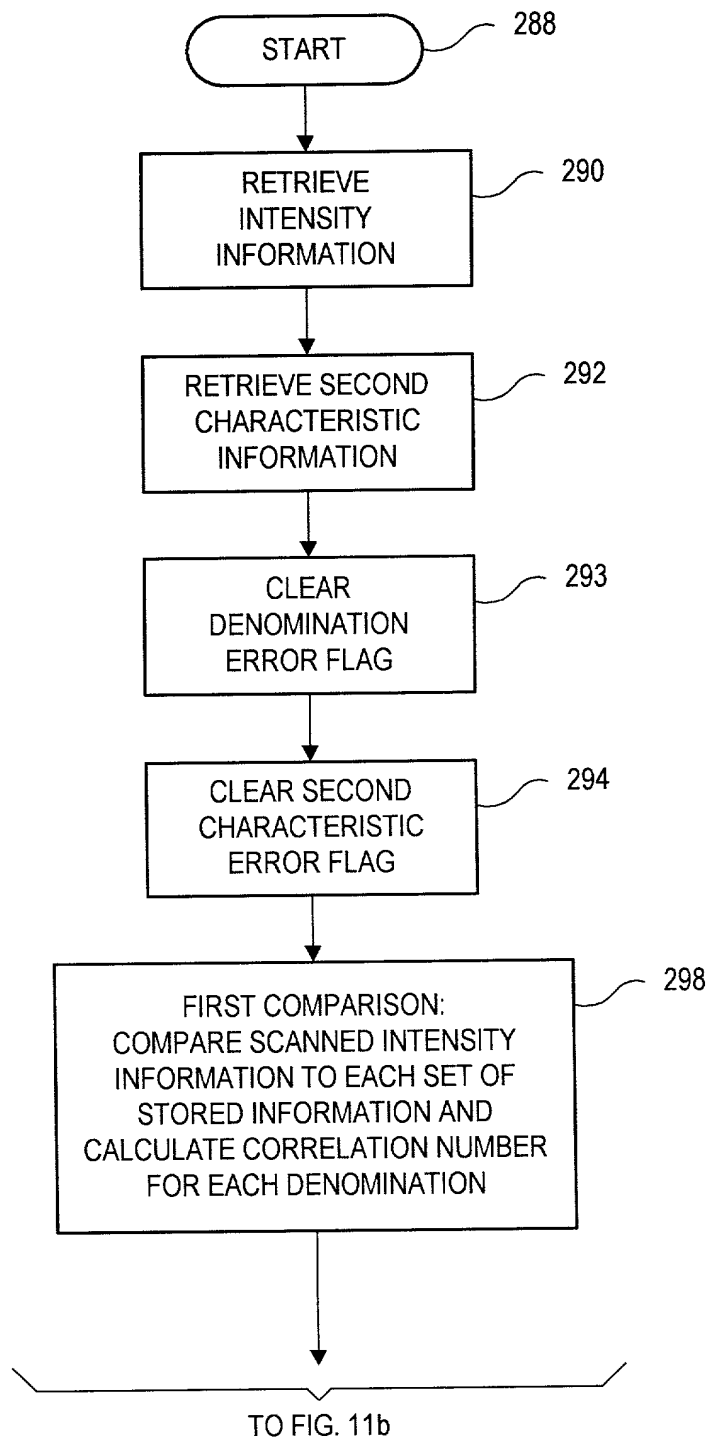 START
288
RETRIEVE
INTENSITY
INFORMATION
290
RETRIEVE SECOND
CHARACTERISTIC
INFORMATION
292
CLEAR
DENOMINATION
ERROR FLAG
293
CLEAR SECOND
CHARACTERISTIC
ERROR FLAG
294
FIRST COMPARISON:
COMPARE SCANNED INTENSITY
INFORMATION TO EACH SET OF
STORED INFORMATION AND
CALCULATE CORRELATION NUMBER
FOR EACH DENOMINATION
298
TO FIG. 11b